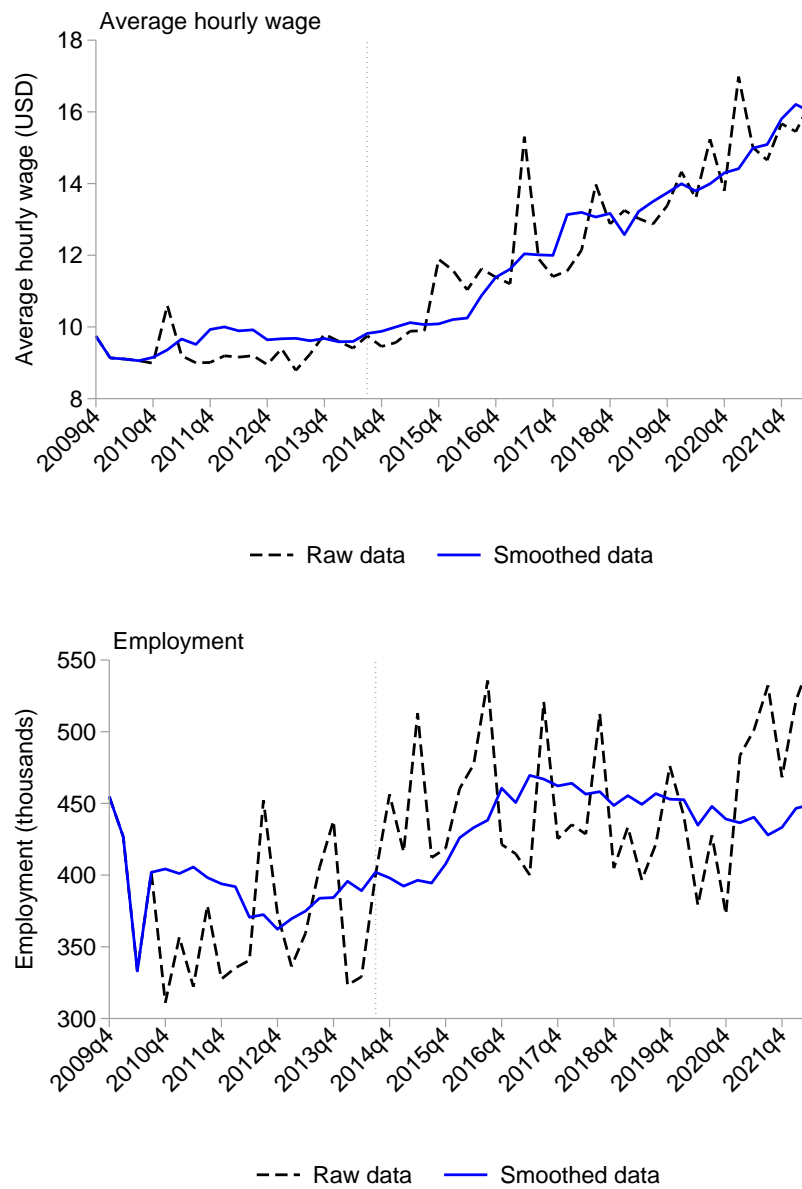 Average hourly wage
Average hourly wage (USD)
18
16
14
12
10
8
2009q4
2010q4
2011q4
2012q4
2013q4
2014q4
2015q4
2016q4
2017q4
2018q4
2019q4
2020q4
2021q4
Raw data
Smoothed data
Employment
Employment (thousands)
550
500
450
400
350
300
2009q4
2010q4
2011q4
2012q4
2013q4
2014q4
2015q4
2016q4
2017q4
2018q4
2019q4
2020q4
2021q4
Raw data
Smoothed data